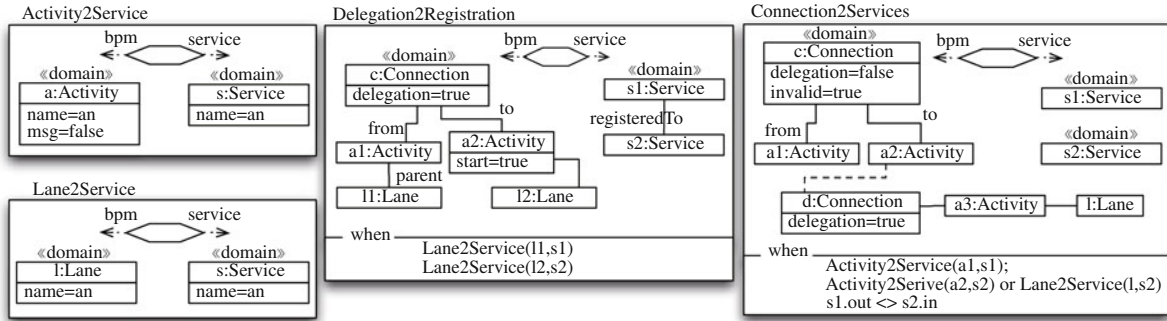 Activity2Service
bpm
service
«domain»
a:Activity
name=an
msg=false
«domain»
s:Service
name=an
Lane2Service
bpm
service
«domain»
l:Lane
name=an
«domain»
s:Service
name=an
Delegation2Registration
bpm
service
«domain»
c:Connection
delegation=true
from
to
a1:Activity
a2:Activity
start=true
parent
l1:Lane
l2:Lane
«domain»
s1:Service
registeredTo
s2:Service
when
Lane2Service(l1,s1)
Lane2Service(l2,s2)
Connection2Services
bpm
service
«domain»
c:Connection
delegation=false
invalid=true
from
to
a1:Activity
a2:Activity
«domain»
s1:Service
«domain»
s2:Service
d:Connection
delegation=true
a3:Activity
l:Lane
when
Activity2Service(a1,s1);
Activity2Serive(a2,s2) or Lane2Service(l,s2)
s1.out <> s2.in